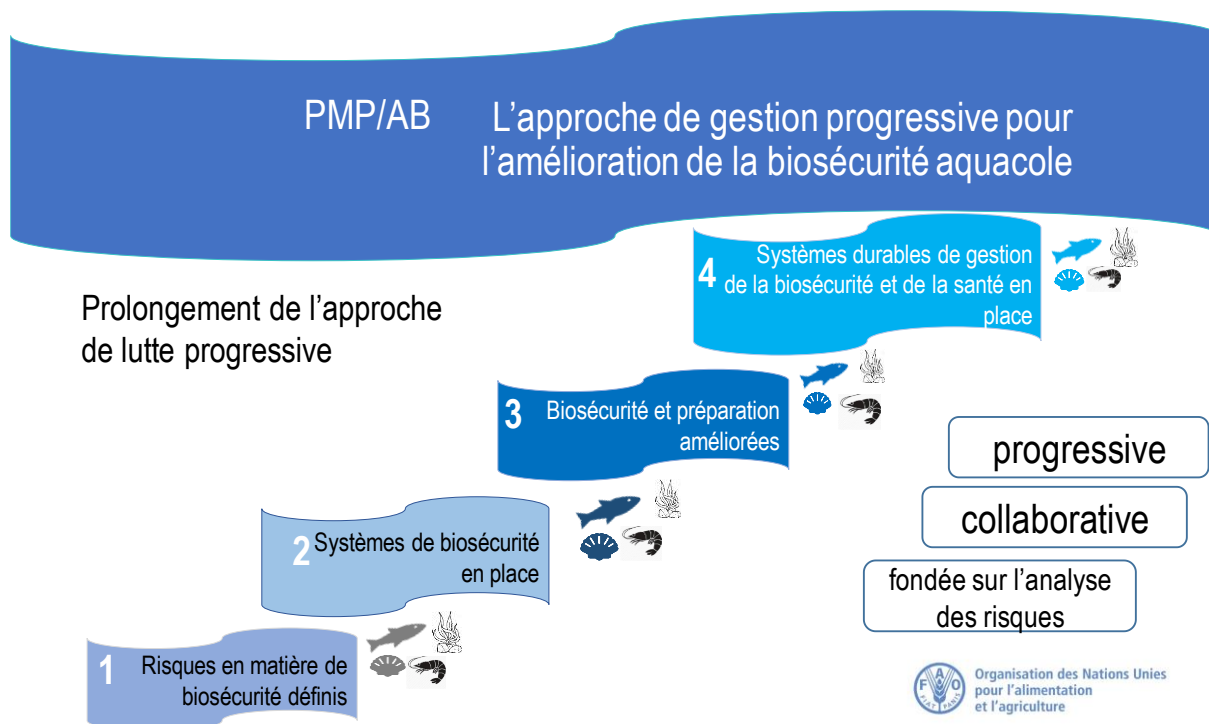 PMP/AB
L’approche de gestion progressive pour
l’amélioration de la biosécurité aquacole
Prolongement de l’approche
de lutte progressive
4
Systèmes durables de gestion
de la biosécurité et de la santé en
place
3
Biosécurité et préparation
améliorées
2
Systèmes de biosécurité
en place
1
Risques en matière de
biosécurité définis
progressive
collaborative
fondée sur l’analyse
des risques
FAO
FIAT PANIS
Organisation des Nations Unies
pour l’alimentation
et l’agriculture